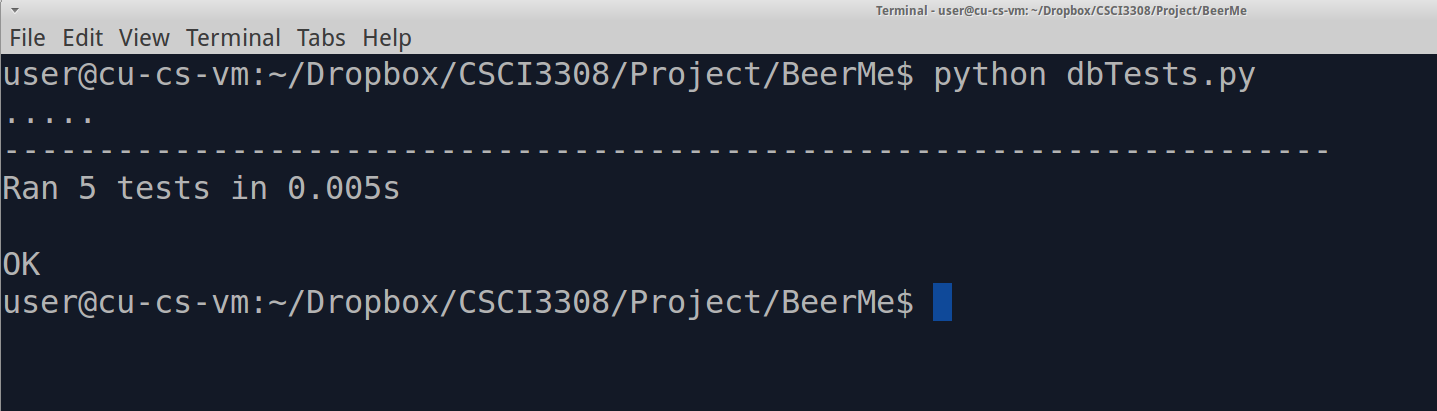 Terminal - user@cu-cs-vm: ~/Dropbox/CSCI3308/Project/BeerMe
File Edit View Terminal Tabs Help
user@cu-cs-vm:~/Dropbox/CSCI3308/Project/BeerMe$ python dbTests.py
.....
----------------------------------------------------------------------
Ran 5 tests in 0.005s
OK
user@cu-cs-vm:~/Dropbox/CSCI3308/Project/BeerMe$